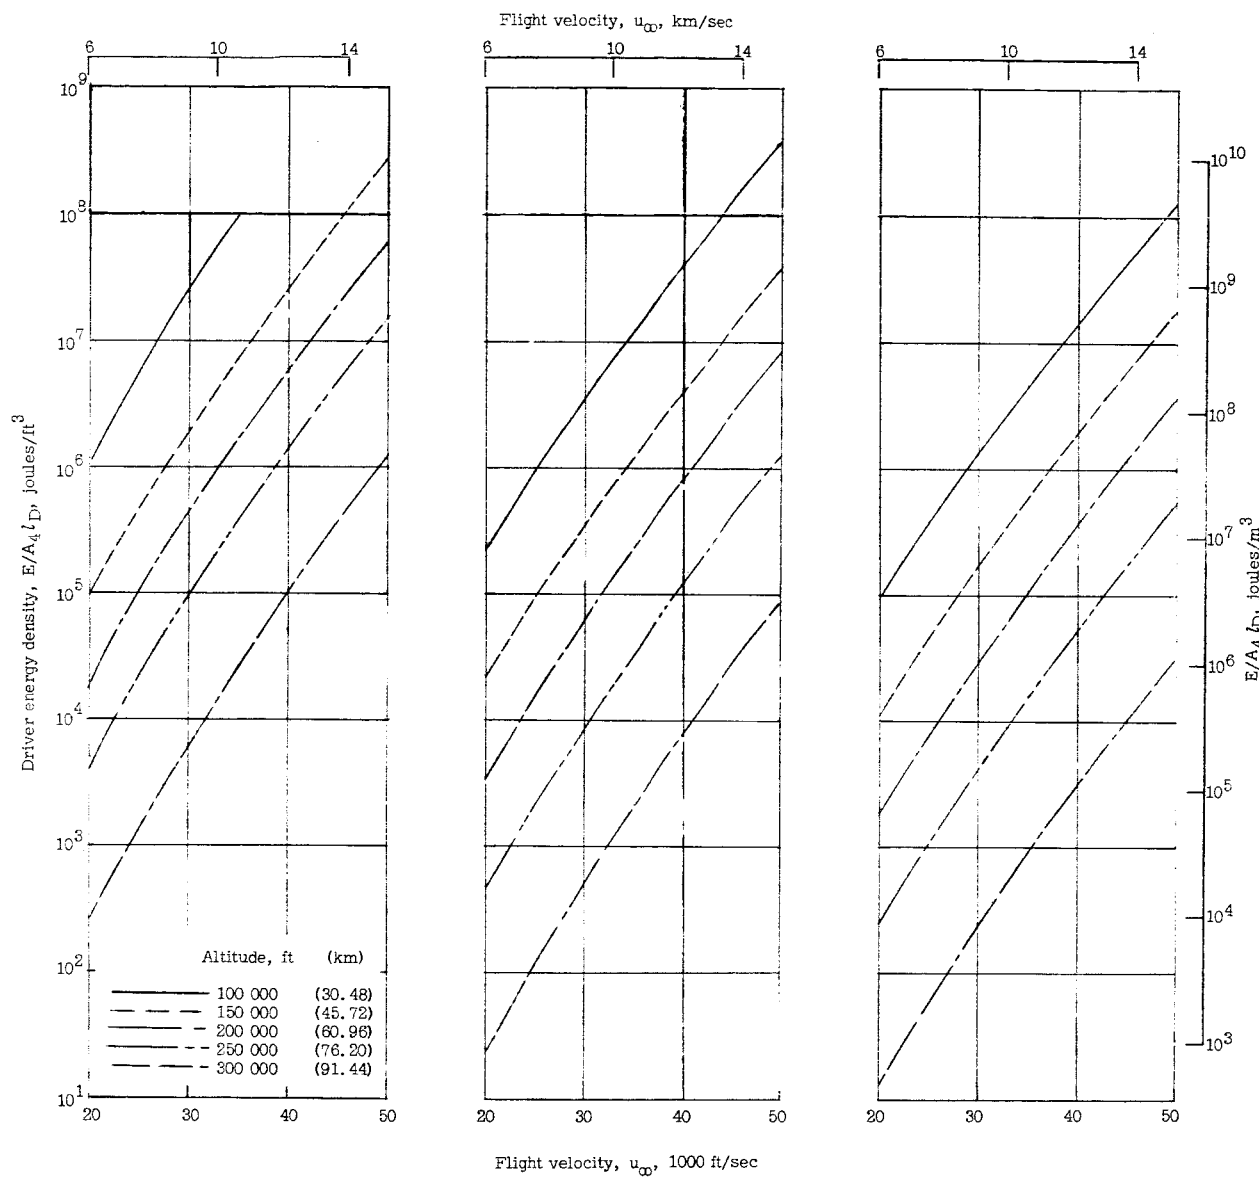 Flight velocity, u∞, km/sec
6 10 14
6 10 14
6 10 14
10^9
10^8
10^7
10^6
10^5
10^4
10^3
10^2
10^1
Driver energy density, E/A4 lD, joules/ft^3
Altitude, ft (km)
100 000 (30.48)
150 000 (45.72)
200 000 (60.96)
250 000 (76.20)
300 000 (91.44)
20 30 40 50
20 30 40 50
20 30 40 50
10^10
10^9
10^8
10^7
10^6
10^5
10^4
10^3
E/A4 lD, joules/m^3
Flight velocity, u∞, 1000 ft/sec